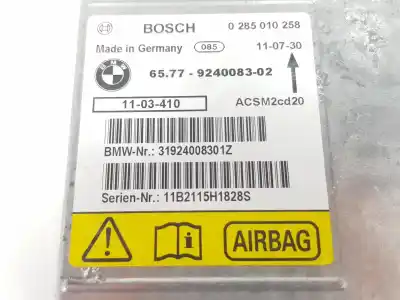 BOSCH 0 285 010 258
Made in Germany 085 11-07-30
BMW
65.77 - 9240083-02
11-03-410 ACSM2cd20
BMW-Nr.: 31924008301Z
Serien-Nr.: 11B2115H1828S
AIRBAG